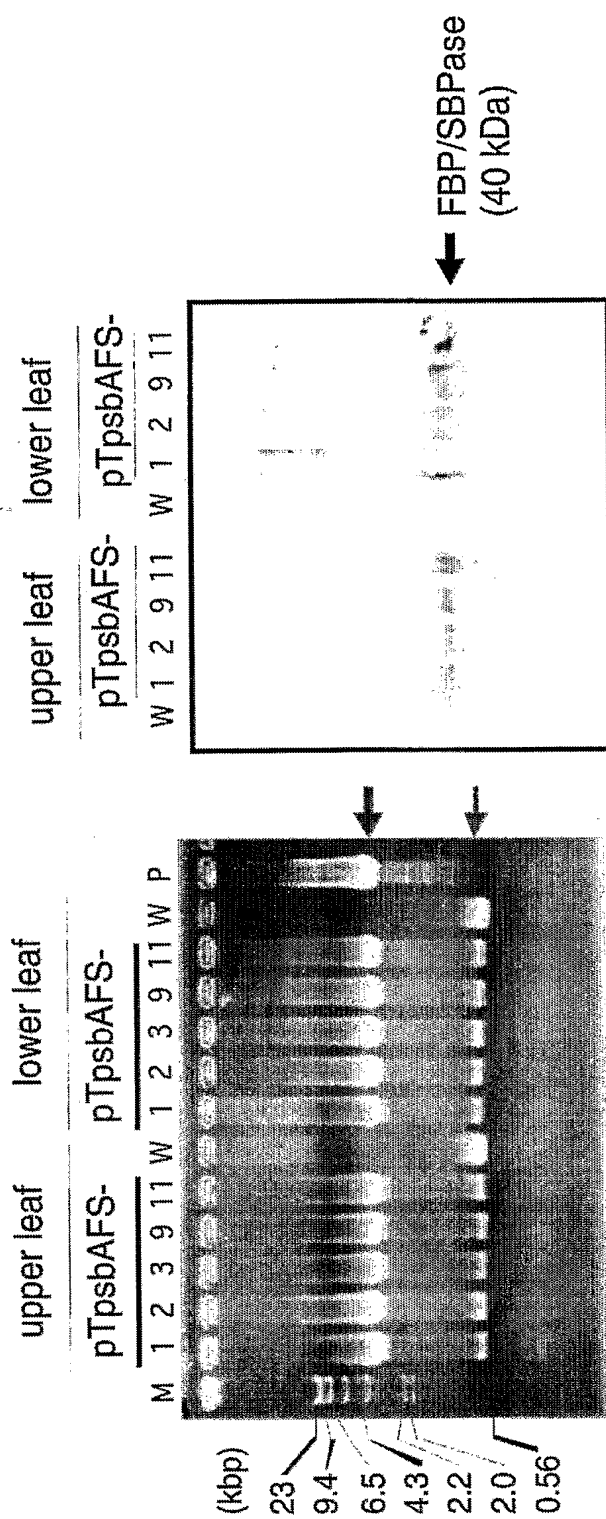 upper leaf lower leaf
pTpsbAFS- pTpsbAFS-
M 1 2 3 9 11 W 1 2 3 9 11 W P
(kbp)
23
9.4
6.5
4.3
2.2
2.0
0.56
upper leaf lower leaf
pTpsbAFS- pTpsbAFS-
W 1 2 9 11 W 1 2 9 11
FBP/SBPase
(40 kDa)